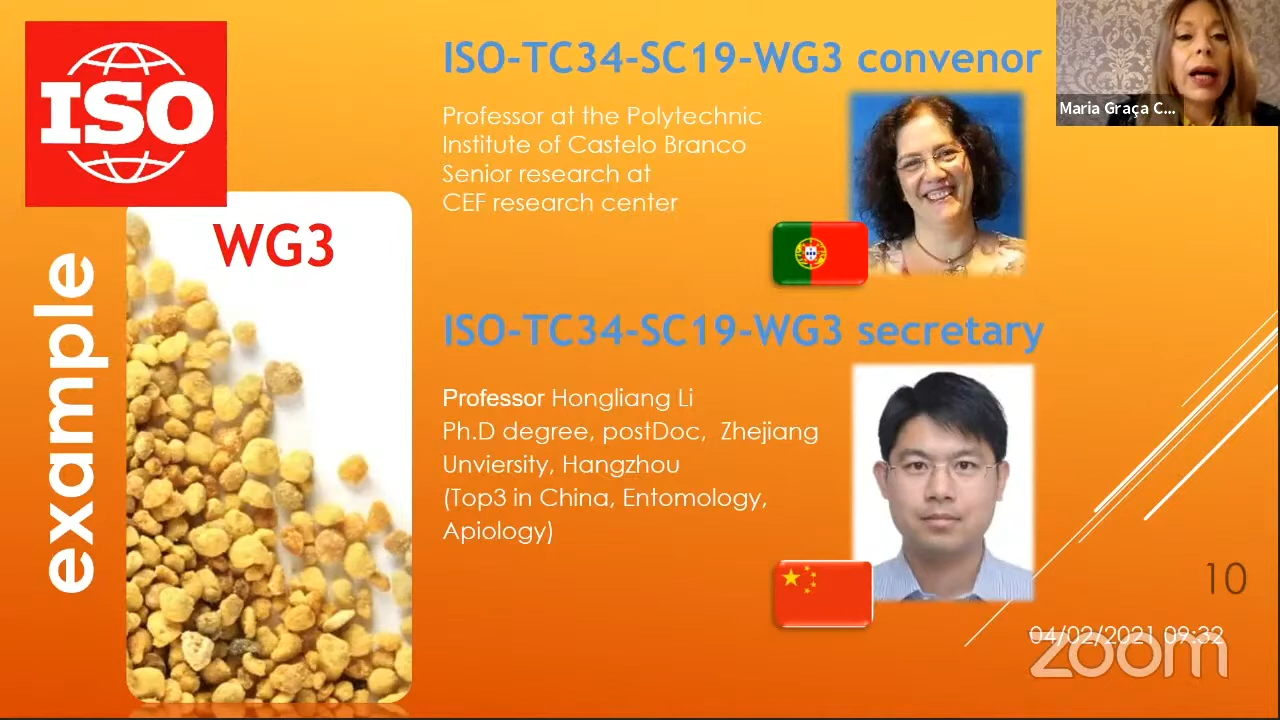 ISO
WG3
example
ISO-TC34-SC19-WG3 convenor
Professor at the Polytechnic
Institute of Castelo Branco
Senior research at
CEF research center
ISO-TC34-SC19-WG3 secretary
Professor Hongliang Li
Ph.D degree, postDoc, Zhejiang
Unviersity, Hangzhou
(Top3 in China, Entomology,
Apiology)
Maria Graça C...
10
04/02/2021 09:32
zoom